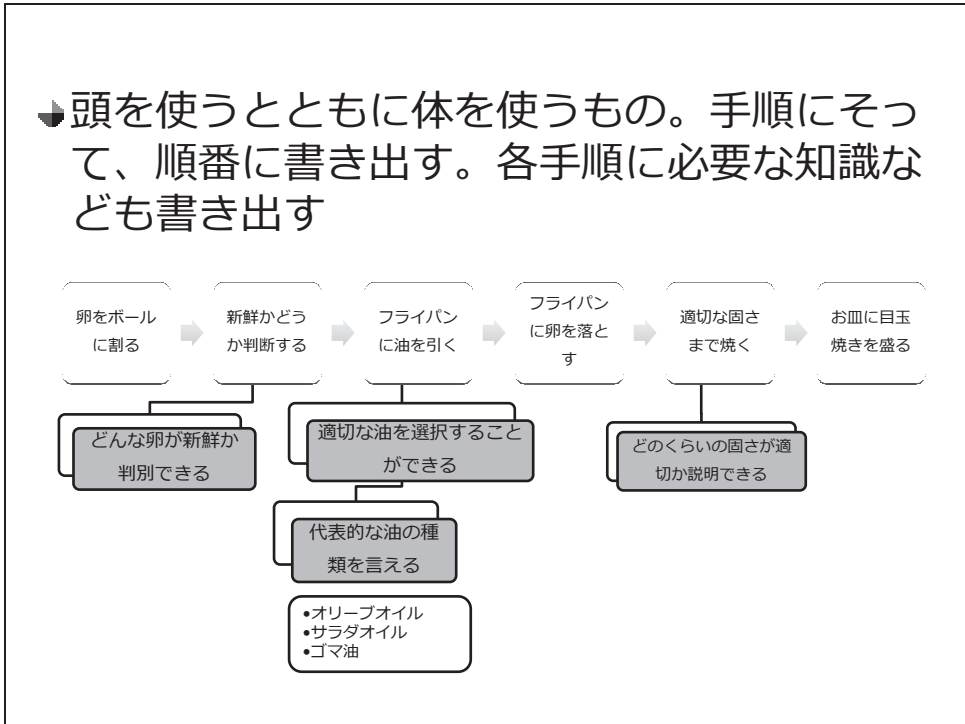 頭を使うとともに体を使うもの。手順にそっ
て、順番に書き出す。各手順に必要な知識な
ども書き出す
卵をボール
に割る
新鮮かどう
か判断する
フライパン
に油を引く
フライパン
に卵を落と
す
適切な固さ
まで焼く
お皿に目玉
焼きを盛る
どんな卵が新鮮か
判別できる
適切な油を選択すること
ができる
どのくらいの固さが適
切か説明できる
代表的な油の種
類を言える
•オリーブオイル
•サラダオイル
•ゴマ油